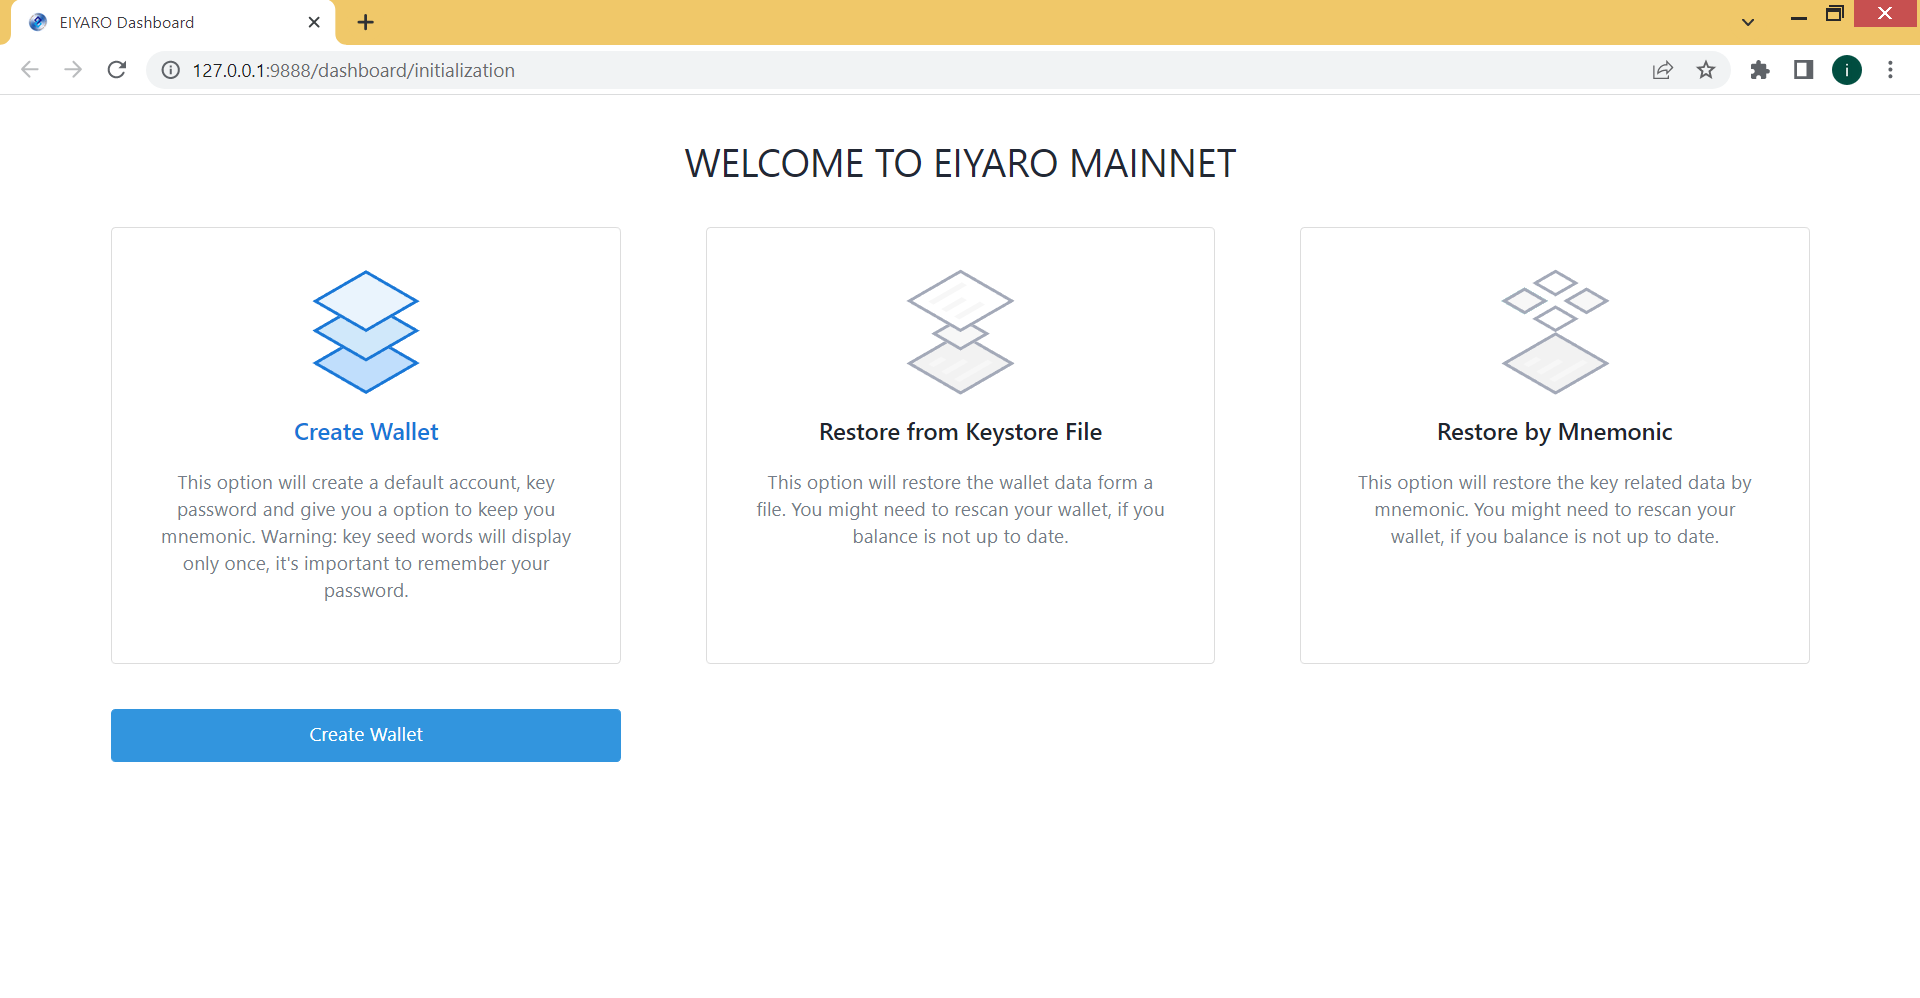 EIYARO Dashboard
127.0.0.1:9888/dashboard/initialization
i
WELCOME TO EIYARO MAINNET
Create Wallet
This option will create a default account, key
password and give you a option to keep you
mnemonic. Warning: key seed words will display
only once, it's important to remember your
password.
Restore from Keystore File
This option will restore the wallet data form a
file. You might need to rescan your wallet, if you
balance is not up to date.
Restore by Mnemonic
This option will restore the key related data by
mnemonic. You might need to rescan your
wallet, if you balance is not up to date.
Create Wallet